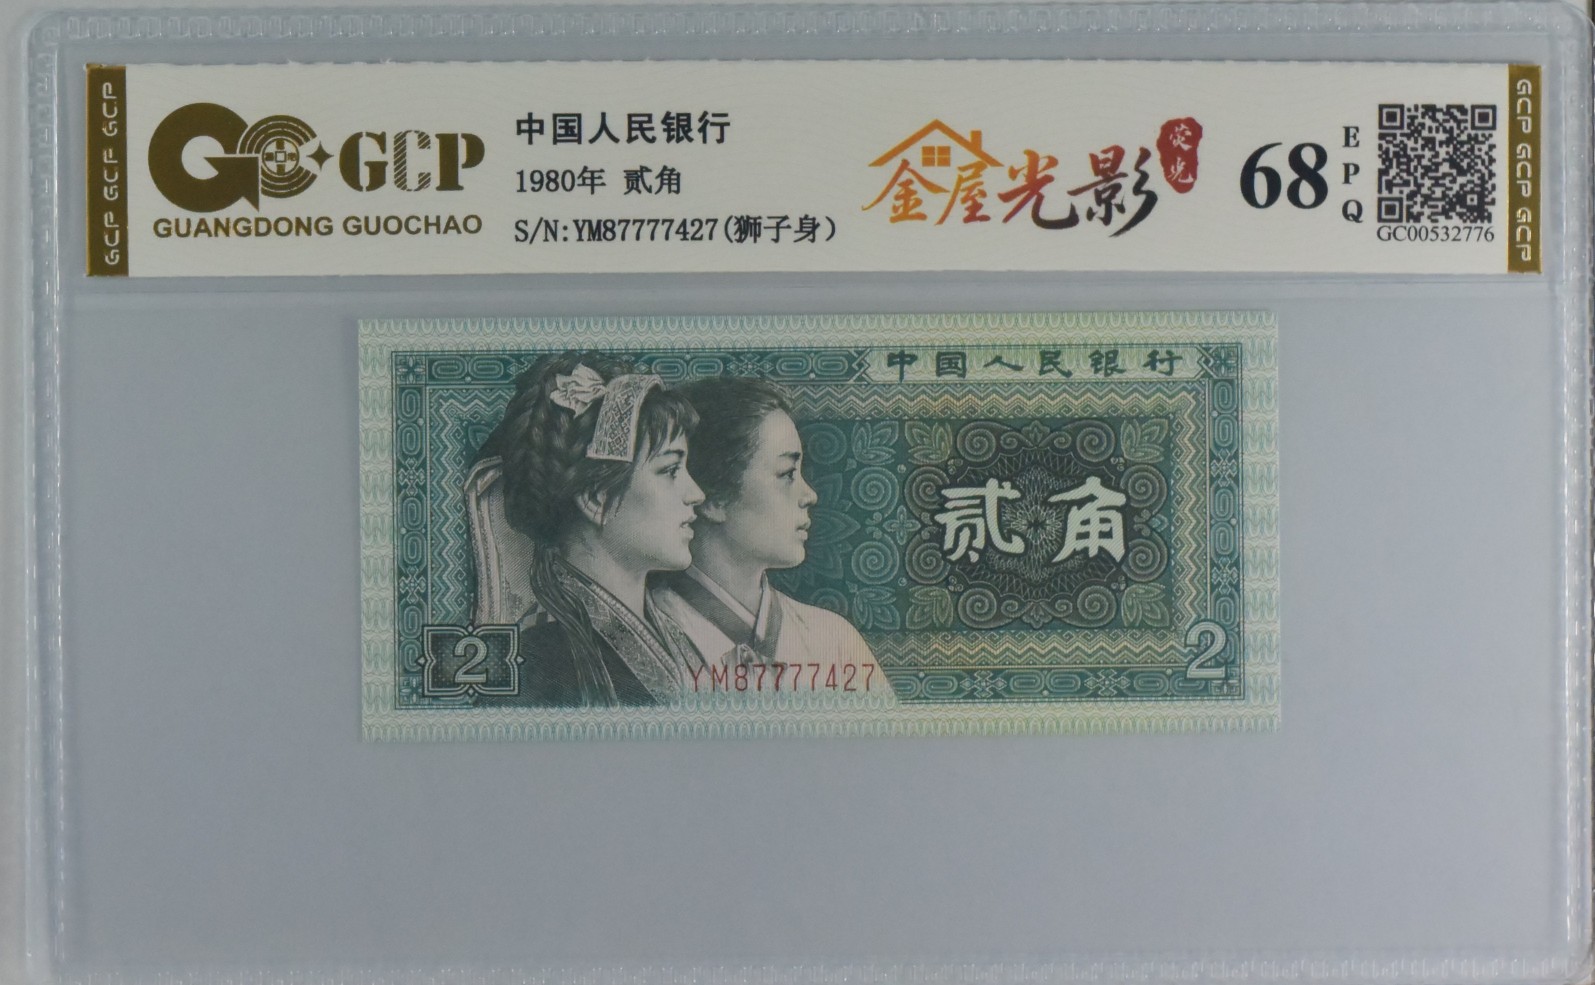 GCP GCP GCP
GCP
GUANGDONG GUOCHAO
中国人民银行
1980年 贰角
S/N:YM87777427(狮子身)
金屋光影
荧光
68
EPQ
GC00532776
GCP GCP GCP
中国人民银行
贰角
2
2
YM87777427